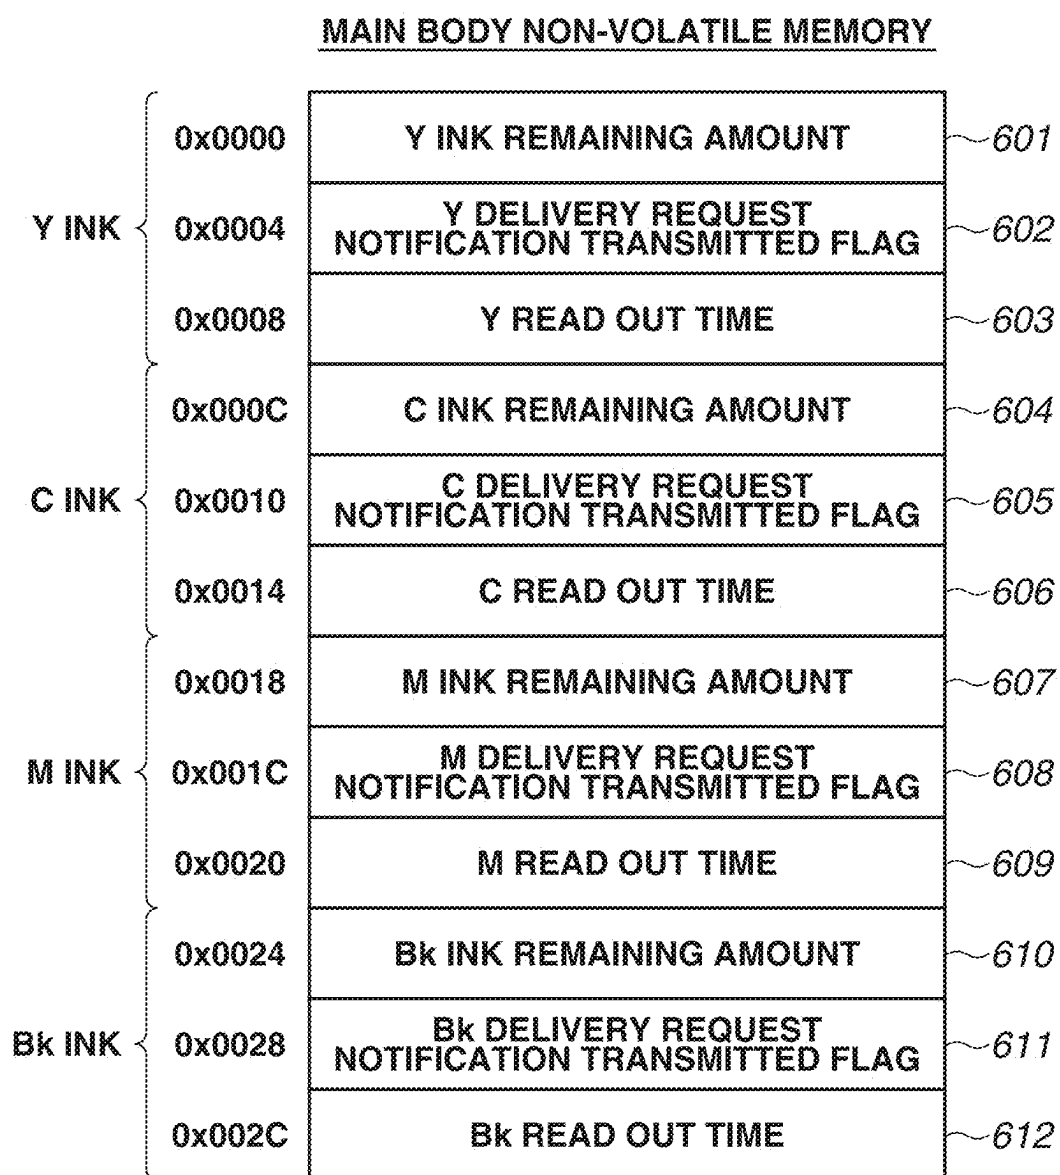 MAIN BODY NON-VOLATILE MEMORY
0x0000 Y INK REMAINING AMOUNT 601
Y INK 0x0004 Y DELIVERY REQUEST
NOTIFICATION TRANSMITTED FLAG 602
0x0008 Y READ OUT TIME 603
0x000C C INK REMAINING AMOUNT 604
C INK 0x0010 C DELIVERY REQUEST
NOTIFICATION TRANSMITTED FLAG 605
0x0014 C READ OUT TIME 606
0x0018 M INK REMAINING AMOUNT 607
M INK 0x001C M DELIVERY REQUEST
NOTIFICATION TRANSMITTED FLAG 608
0x0020 M READ OUT TIME 609
0x0024 Bk INK REMAINING AMOUNT 610
Bk INK 0x0028 Bk DELIVERY REQUEST
NOTIFICATION TRANSMITTED FLAG 611
0x002C Bk READ OUT TIME 612